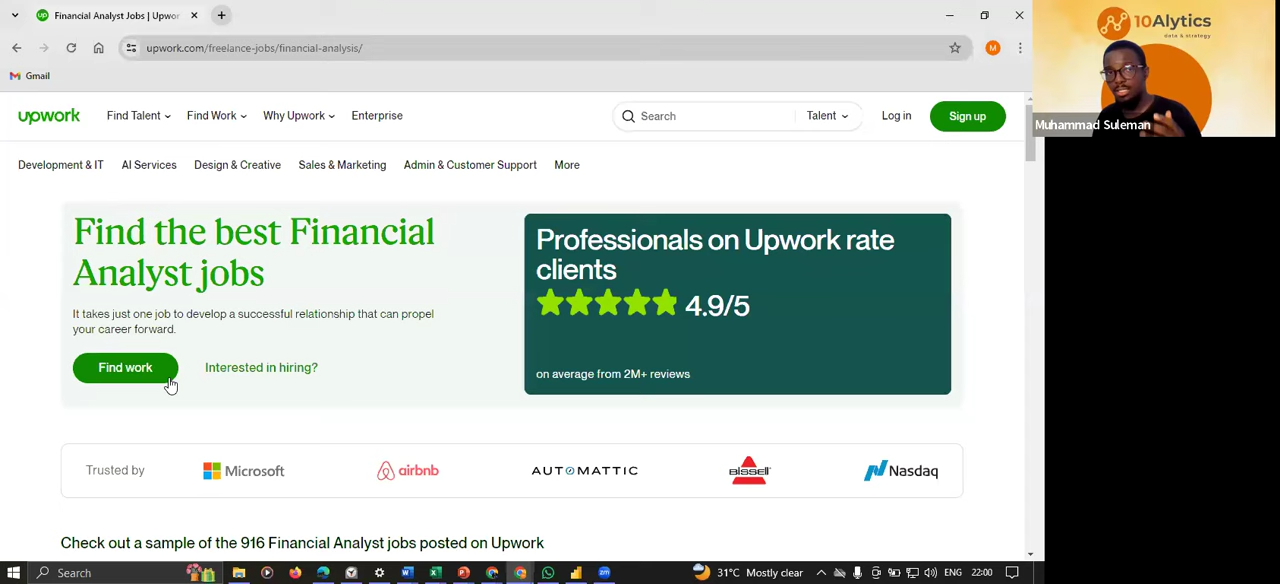 Financial Analyst Jobs | Upwor
upwork.com/freelance-jobs/financial-analysis/
M
Gmail
10Alytics
data & strategy
Muhammad Suleman
upwork
Find Talent
Find Work
Why Upwork
Enterprise
Search
Talent
Log in
Sign up
Development & IT
AI Services
Design & Creative
Sales & Marketing
Admin & Customer Support
More
Find the best Financial
Analyst jobs
It takes just one job to develop a successful relationship that can propel
your career forward.
Find work
Interested in hiring?
Professionals on Upwork rate
clients
4.9/5
on average from 2M+ reviews
Trusted by
Microsoft
airbnb
AUTOMATTIC
BISSELL
Nasdaq
Check out a sample of the 916 Financial Analyst jobs posted on Upwork
Search
31°C Mostly clear
ENG
22:00